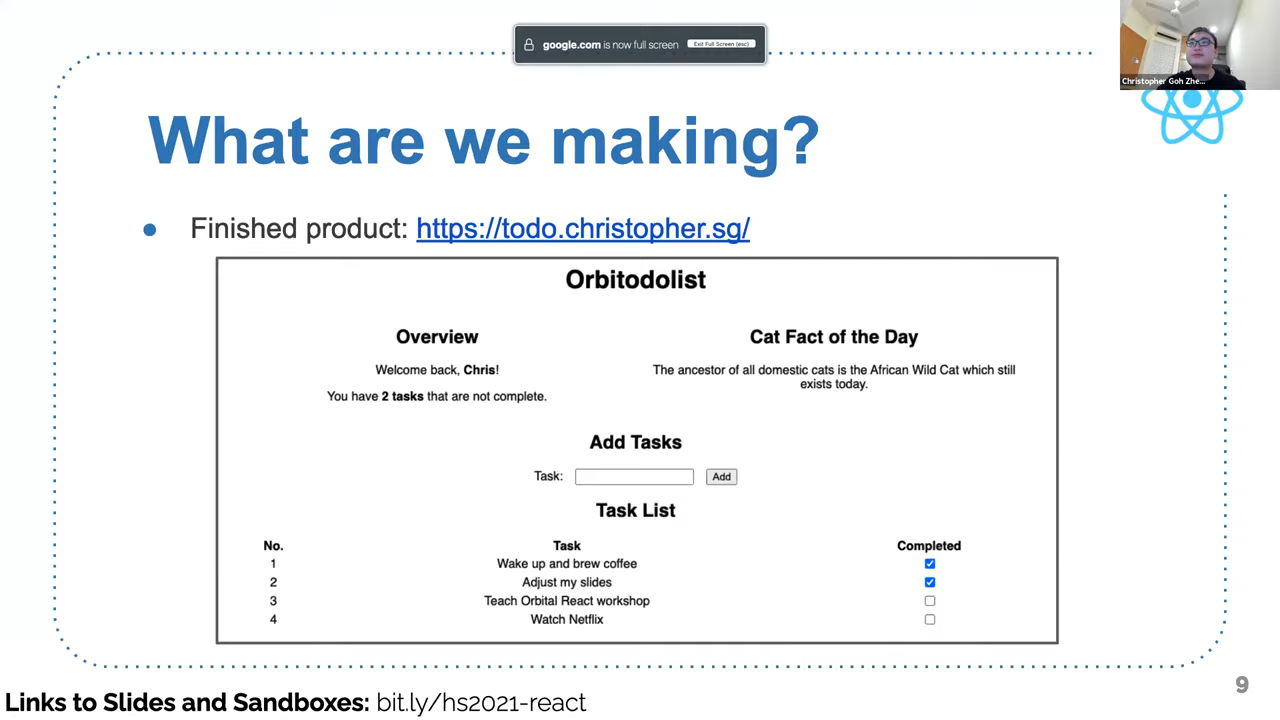 google.com is now full screen Exit Full Screen (esc)
Christopher Goh Zhe...
What are we making?
● Finished product: https://todo.christopher.sg/
Orbitodolist
Overview
Welcome back, Chris!
You have 2 tasks that are not complete.
Cat Fact of the Day
The ancestor of all domestic cats is the African Wild Cat which still
exists today.
Add Tasks
Task: Add
Task List
No. Task Completed
1 Wake up and brew coffee
2 Adjust my slides
3 Teach Orbital React workshop
4 Watch Netflix
9
Links to Slides and Sandboxes: bit.ly/hs2021-react